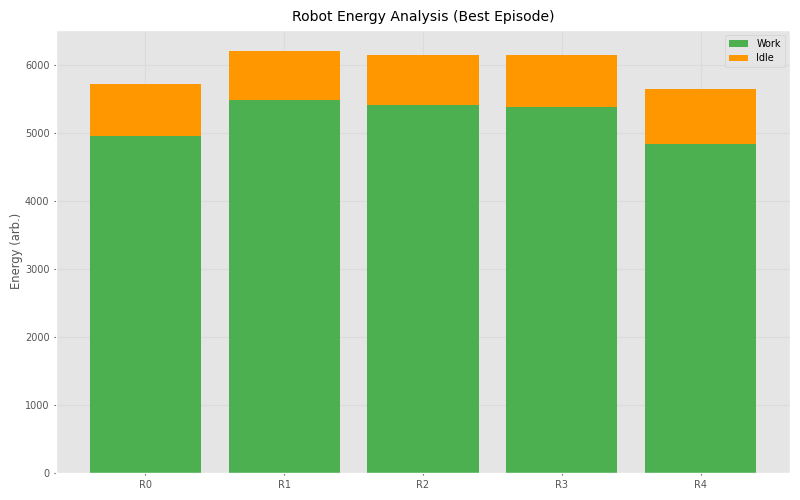 Robot Energy Analysis (Best Episode)
Work
Idle
Energy (arb.)
6000
5000
4000
3000
2000
1000
0
R0 R1 R2 R3 R4